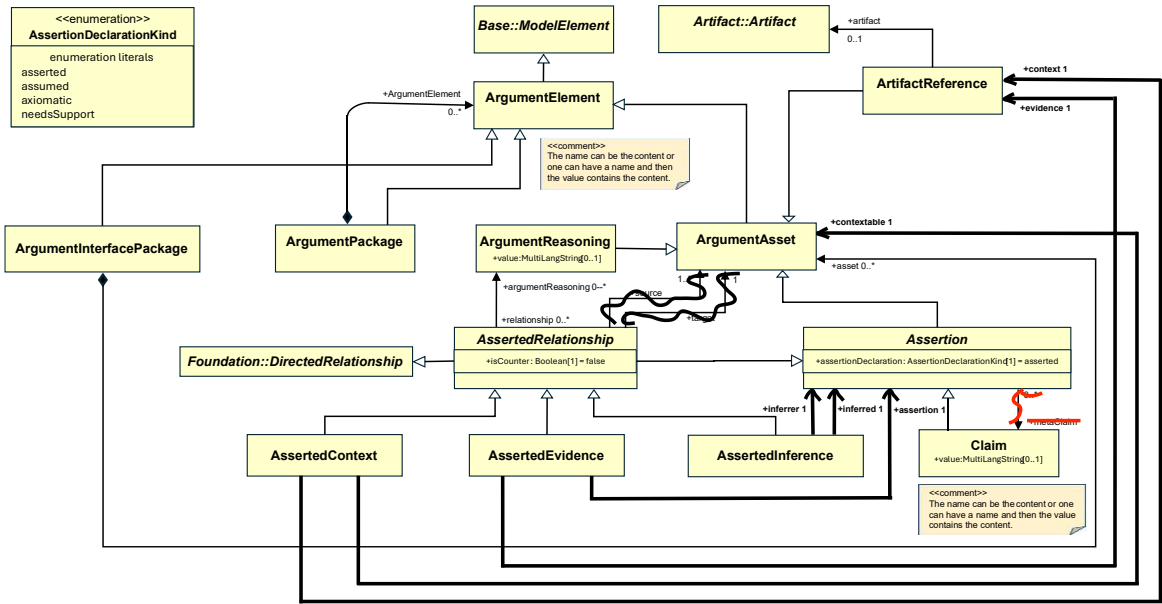 <<enumeration>>
AssertionDeclarationKind
enumeration literals
asserted
assumed
axiomatic
needsSupport
Base::ModelElement
Artifact::Artifact
+artifact
0..1
ArtifactReference
+context 1
+evidence 1
+ArgumentElement
0..*
ArgumentElement
<<comment>>
The name can be the content or
one can have a name and then
the value contains the content.
ArgumentInterfacePackage
ArgumentPackage
ArgumentReasoning
+value:MultiLangString[0..1]
ArgumentAsset
+contextable 1
+asset 0..*
+argumentReasoning 0--*
+relationship 0..*
1
source
AssertedRelationship
+isCounter: Boolean[1] = false
Foundation::DirectedRelationship
Assertion
+assertionDeclaration: AssertionDeclarationKind[1] = asserted
+inferrer 1
+inferred 1
+assertion 1
+metaClaim
AssertedContext
AssertedEvidence
AssertedInference
Claim
+value:MultiLangString[0..1]
<<comment>>
The name can be the content or one
can have a name and then the value
contains the content.